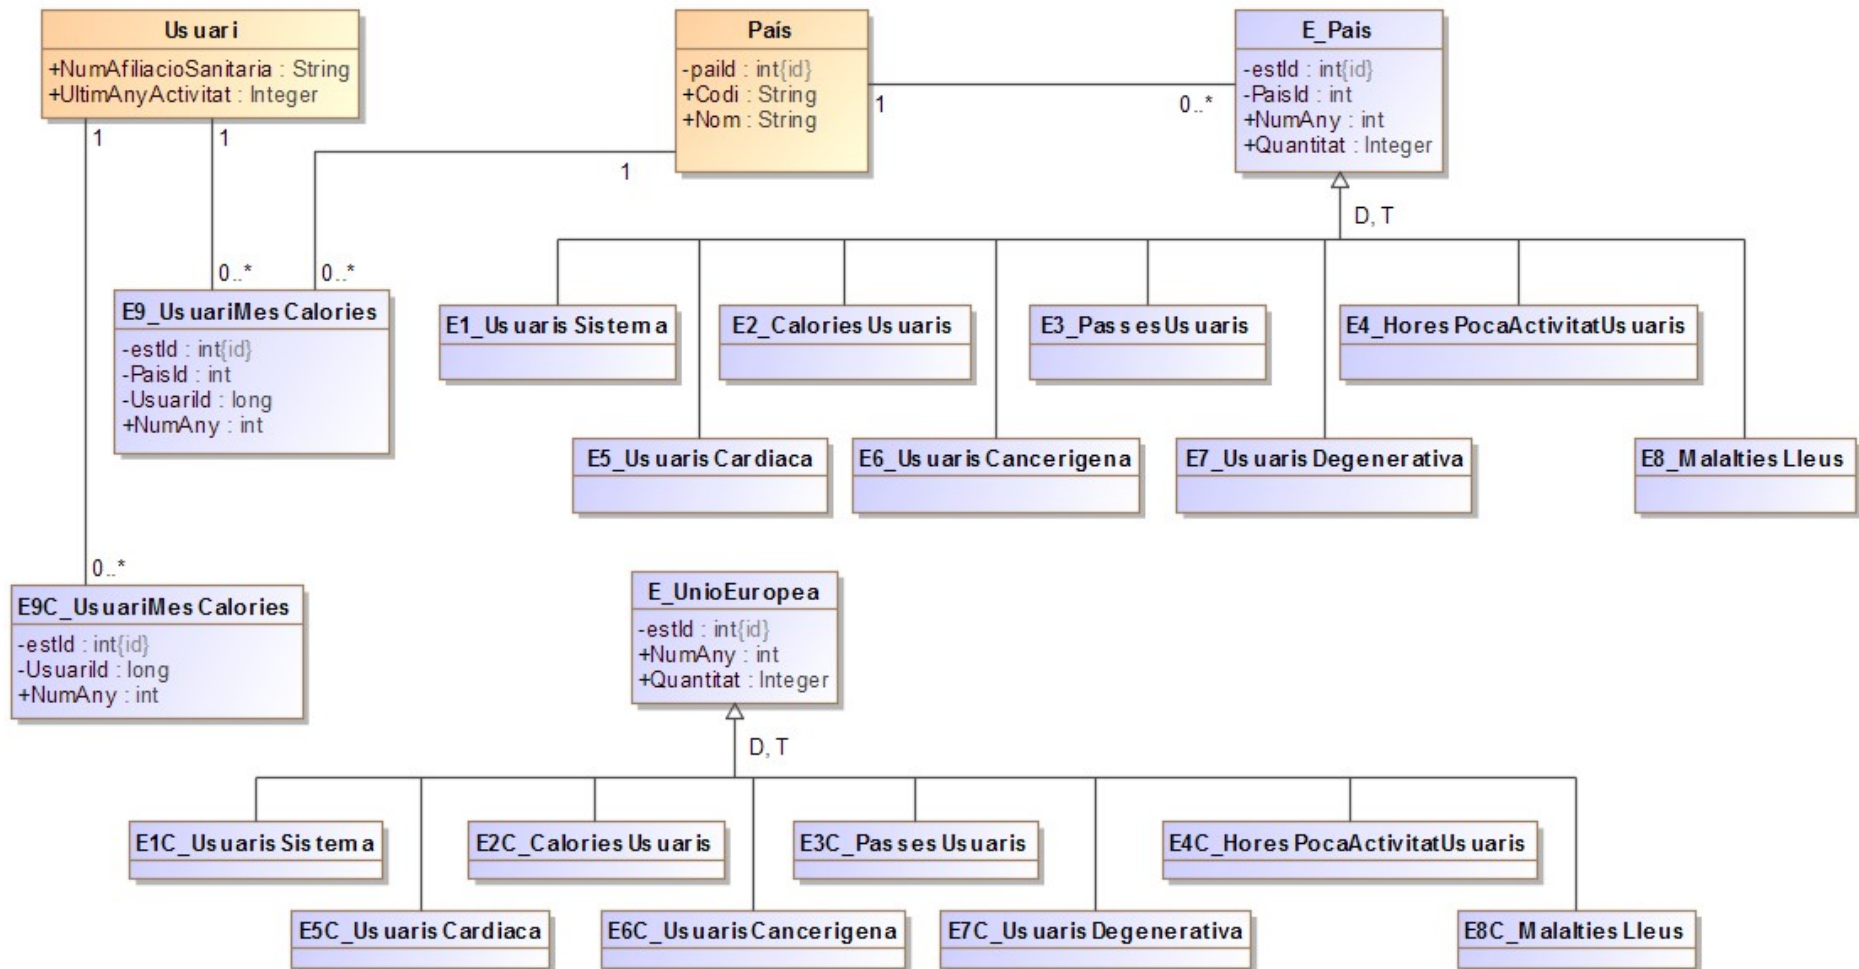 Usuari
+NumAfiliacioSanitaria : String
+UltimAnyActivitat : Integer
País
-paiId : int{id}
+Codi : String
+Nom : String
E_Pais
-estId : int{id}
-PaisId : int
+NumAny : int
+Quantitat : Integer
1
1
1
1
0..*
D, T
0..*
0..*
E9_UsuariMesCalories
-estId : int{id}
-PaisId : int
-UsuariId : long
+NumAny : int
E1_UsuarisSistema
E2_CaloriesUsuaris
E3_PassesUsuaris
E4_HoresPocaActivitatUsuaris
E5_UsuarisCardiaca
E6_UsuarisCancerigena
E7_UsuarisDegenerativa
E8_MalaltiesLleus
0..*
E9C_UsuariMesCalories
-estId : int{id}
-UsuariId : long
+NumAny : int
E_UnioEuropea
-estId : int{id}
+NumAny : int
+Quantitat : Integer
D, T
E1C_UsuarisSistema
E2C_CaloriesUsuaris
E3C_PassesUsuaris
E4C_HoresPocaActivitatUsuaris
E5C_UsuarisCardiaca
E6C_UsuarisCancerigena
E7C_UsuarisDegenerativa
E8C_MalaltiesLleus